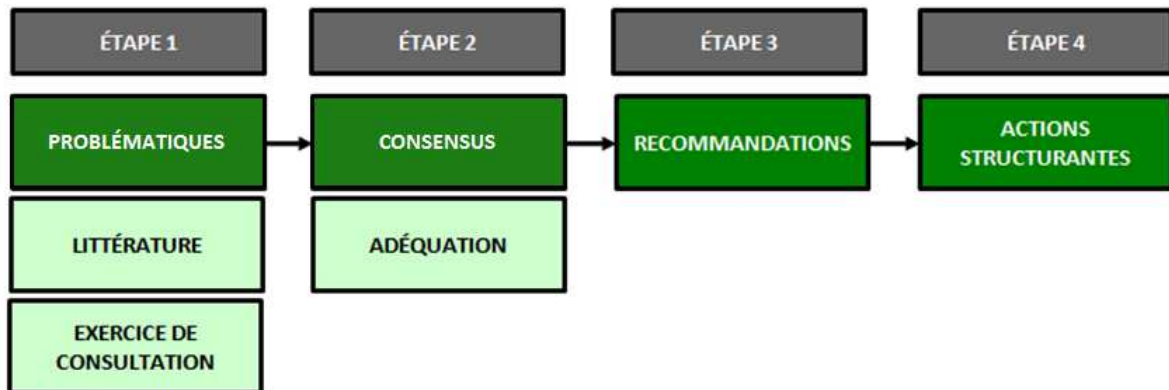 ÉTAPE 1
ÉTAPE 2
ÉTAPE 3
ÉTAPE 4
PROBLÉMATIQUES
CONSENSUS
RECOMMANDATIONS
ACTIONS
STRUCTURANTES
LITTÉRATURE
ADÉQUATION
EXERCICE DE
CONSULTATION